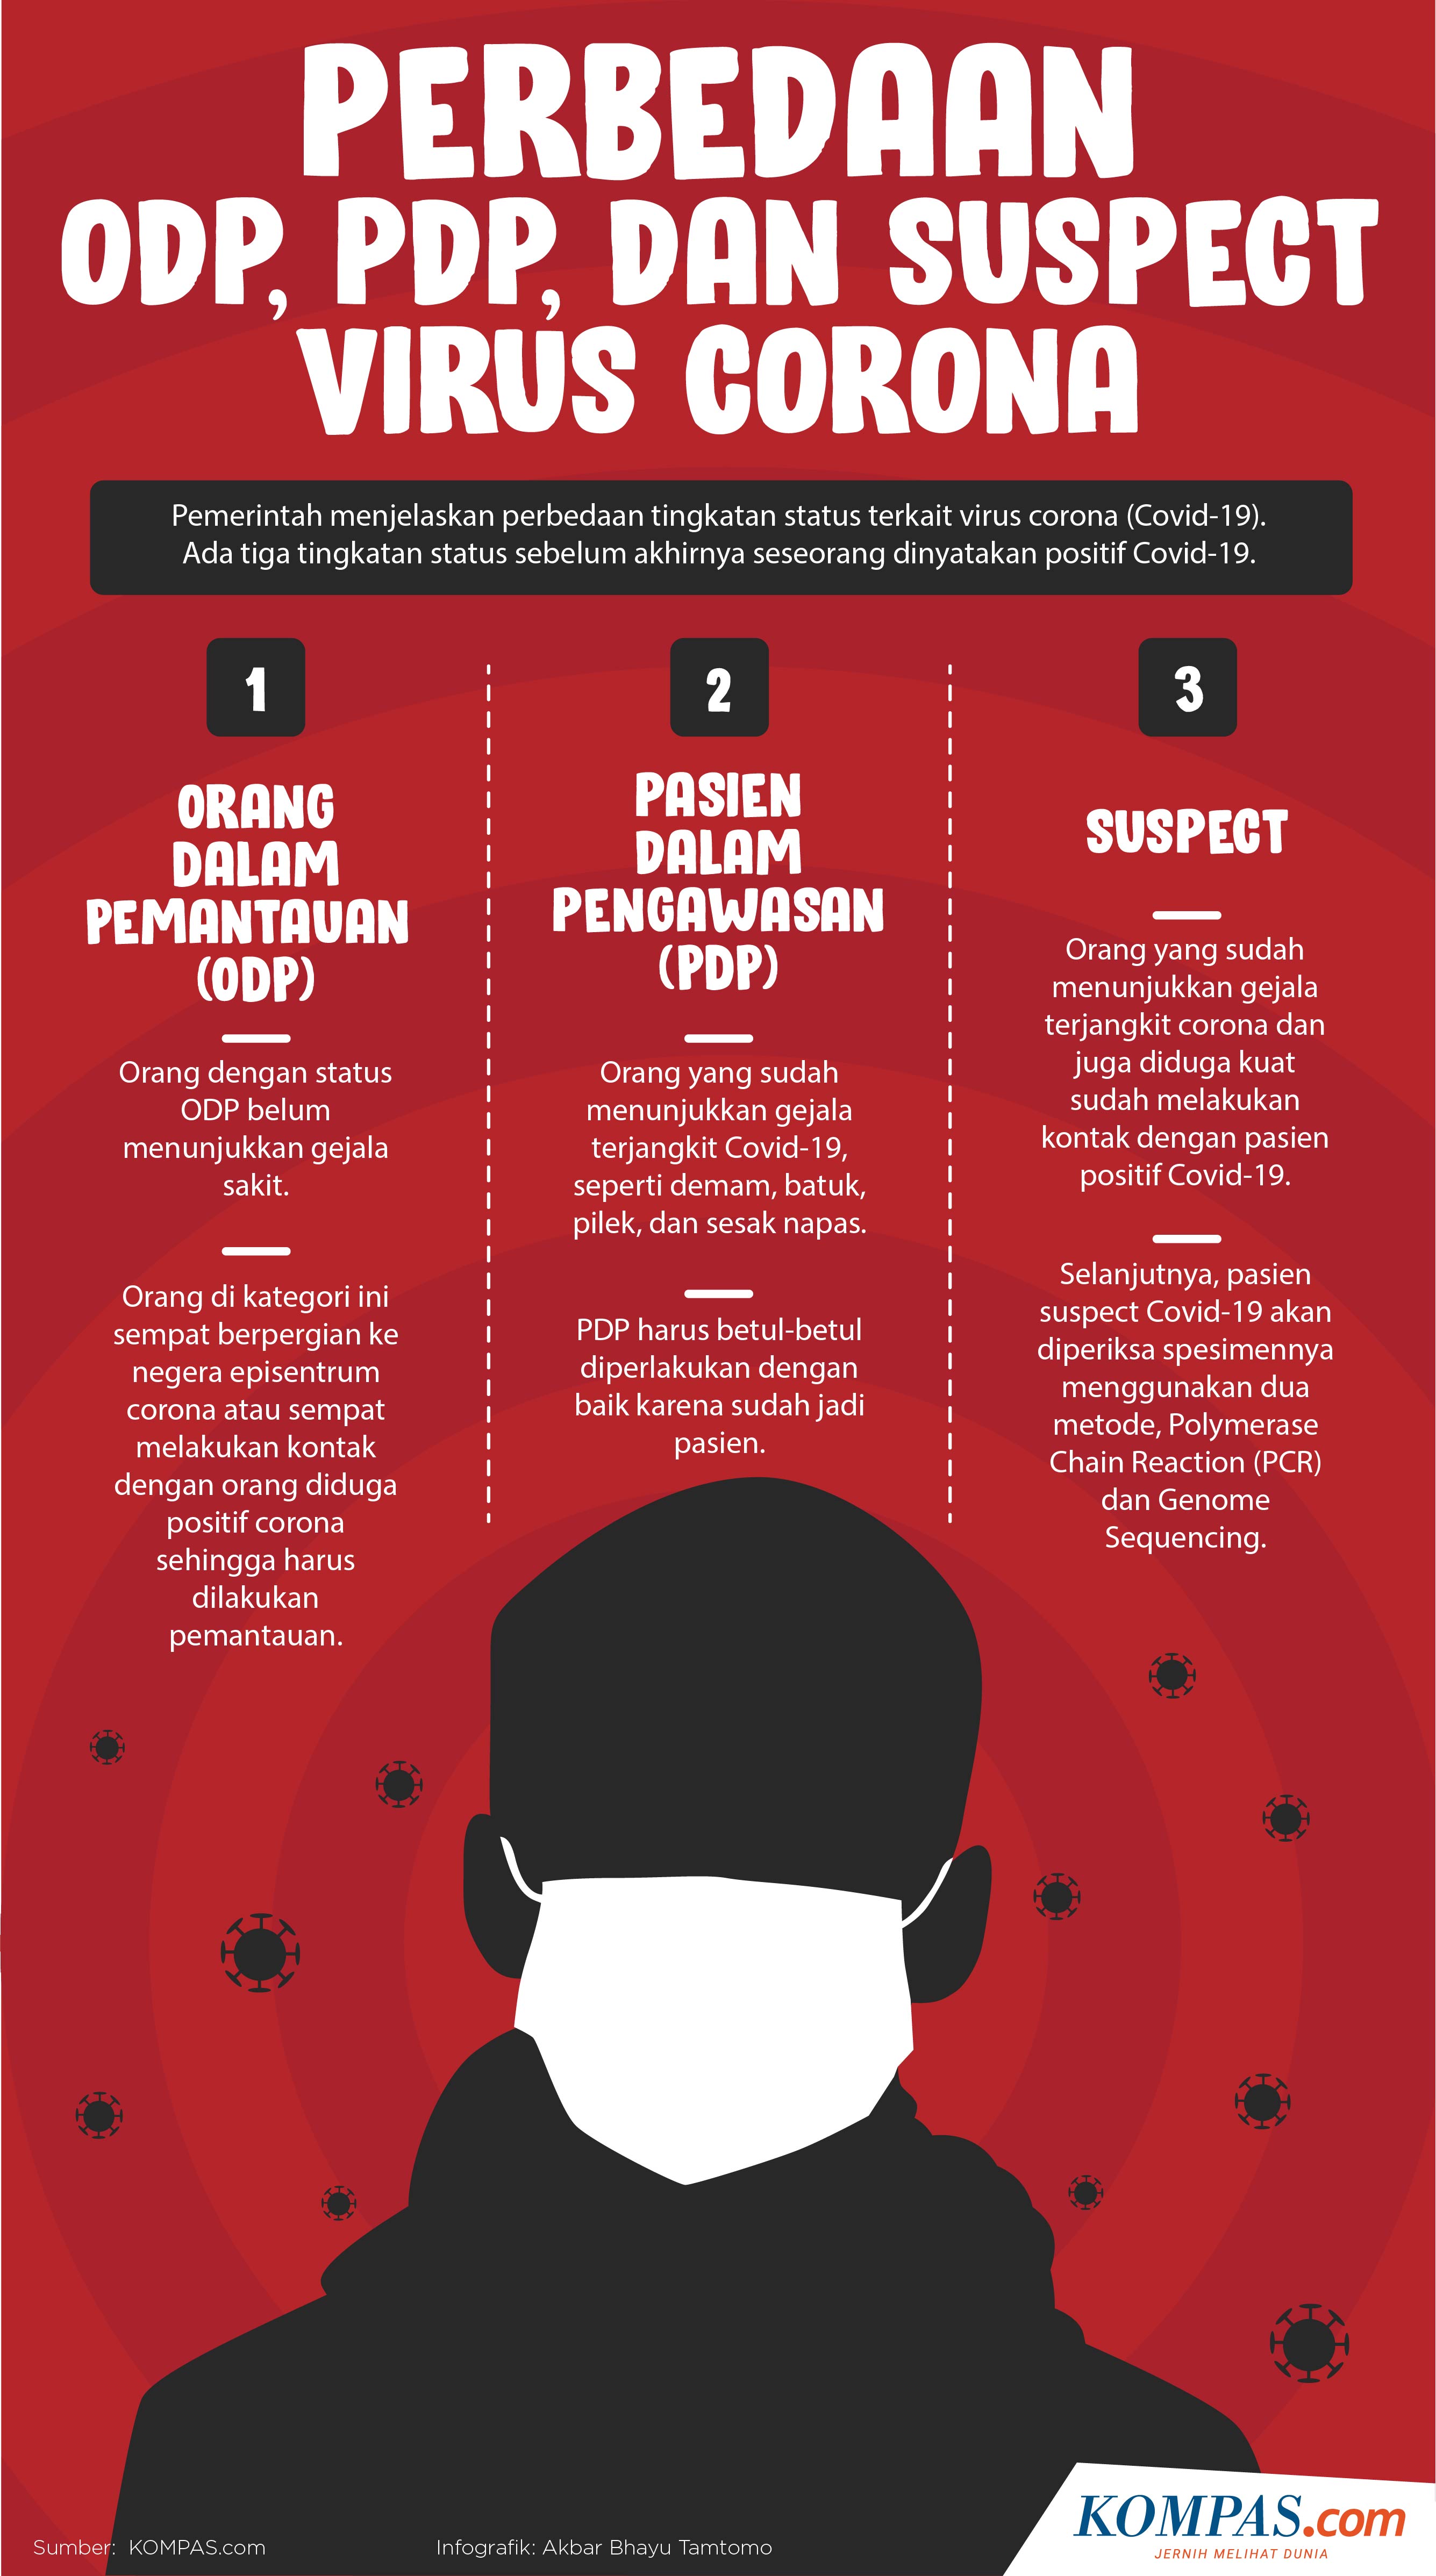 PERBEDAAN
ODP, PDP, DAN SUSPECT
VIRUS CORONA
Pemerintah menjelaskan perbedaan tingkatan status terkait virus corona (Covid-19).
Ada tiga tingkatan status sebelum akhirnya seseorang dinyatakan positif Covid-19.
1
ORANG
DALAM
PEMANTAUAN
(ODP)
Orang dengan status
ODP belum
menunjukkan gejala
sakit.
Orang di kategori ini
sempat berpergian ke
negera episentrum
corona atau sempat
melakukan kontak
dengan orang diduga
positif corona
sehingga harus
dilakukan
pemantauan.
2
PASIEN
DALAM
PENGAWASAN
(PDP)
Orang yang sudah
menunjukkan gejala
terjangkit Covid-19,
seperti demam, batuk,
pilek, dan sesak napas.
PDP harus betul-betul
diperlakukan dengan
baik karena sudah jadi
pasien.
3
SUSPECT
Orang yang sudah
menunjukkan gejala
terjangkit corona dan
juga diduga kuat
sudah melakukan
kontak dengan pasien
positif Covid-19.
Selanjutnya, pasien
suspect Covid-19 akan
diperiksa spesimennya
menggunakan dua
metode, Polymerase
Chain Reaction (PCR)
dan Genome
Sequencing.
Sumber: KOMPAS.com
Infografik: Akbar Bhayu Tamtomo
KOMPAS.com
JERNIH MELIHAT DUNIA